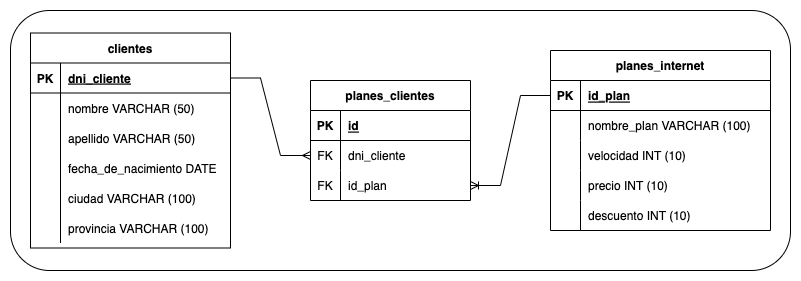 clientes
PK dni_cliente
nombre VARCHAR (50)
apellido VARCHAR (50)
fecha_de_nacimiento DATE
ciudad VARCHAR (100)
provincia VARCHAR (100)
planes_clientes
PK id
FK dni_cliente
FK id_plan
planes_internet
PK id_plan
nombre_plan VARCHAR (100)
velocidad INT (10)
precio INT (10)
descuento INT (10)